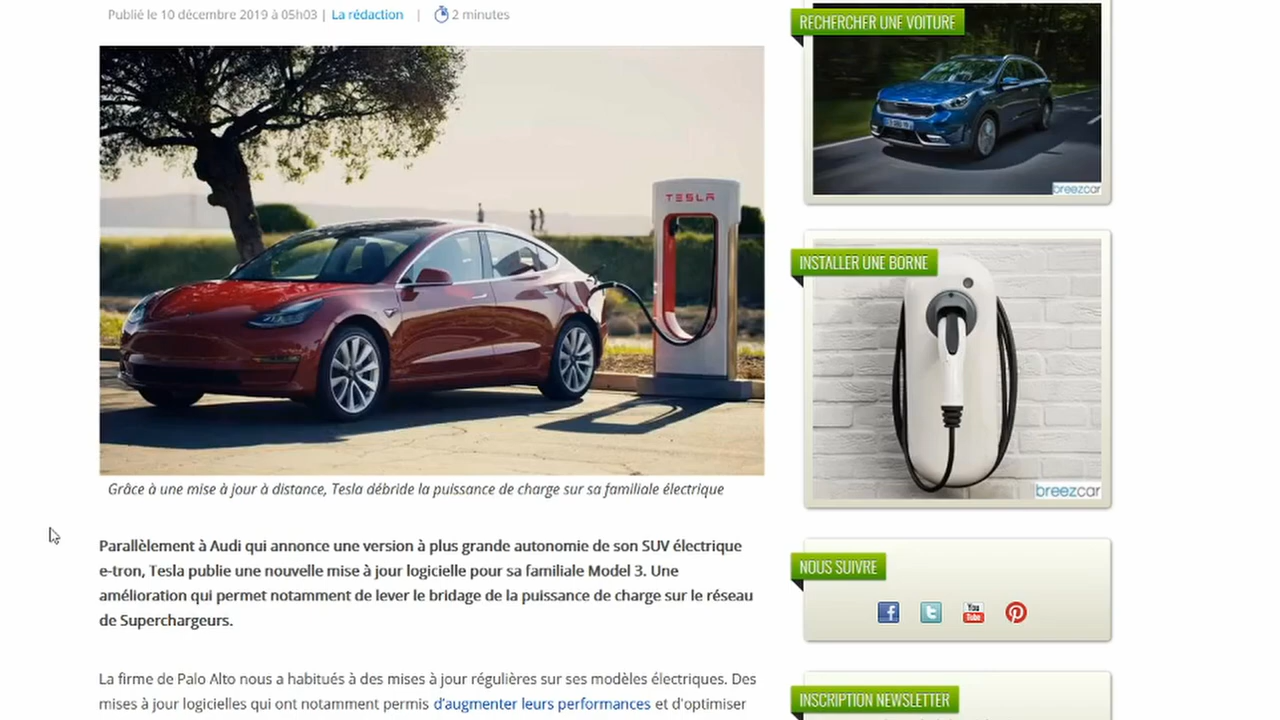 Publié le 10 décembre 2019 à 05h03 | La rédaction | 2 minutes
TESLA
Grâce à une mise à jour à distance, Tesla débride la puissance de charge sur sa familiale électrique
Parallèlement à Audi qui annonce une version à plus grande autonomie de son SUV électrique
e-tron, Tesla publie une nouvelle mise à jour logicielle pour sa familiale Model 3. Une
amélioration qui permet notamment de lever le bridage de la puissance de charge sur le réseau
de Superchargeurs.
La firme de Palo Alto nous a habitués à des mises à jour régulières sur ses modèles électriques. Des
mises à jour logicielles qui ont notamment permis d'augmenter leurs performances et d'optimiser
RECHERCHER UNE VOITURE
breezcar
INSTALLER UNE BORNE
breezcar
NOUS SUIVRE
You
Tube
INSCRIPTION NEWSLETTER